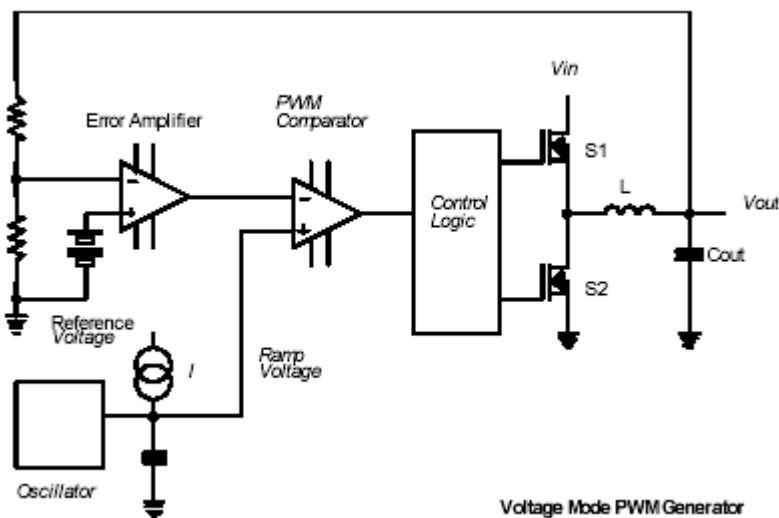 Vin
Error Amplifier
PWM
Comparator
S1
Control
Logic
L
Vout
Cout
S2
Reference
Voltage
I
Ramp
Voltage
Oscillator
Voltage Mode PWM Generator